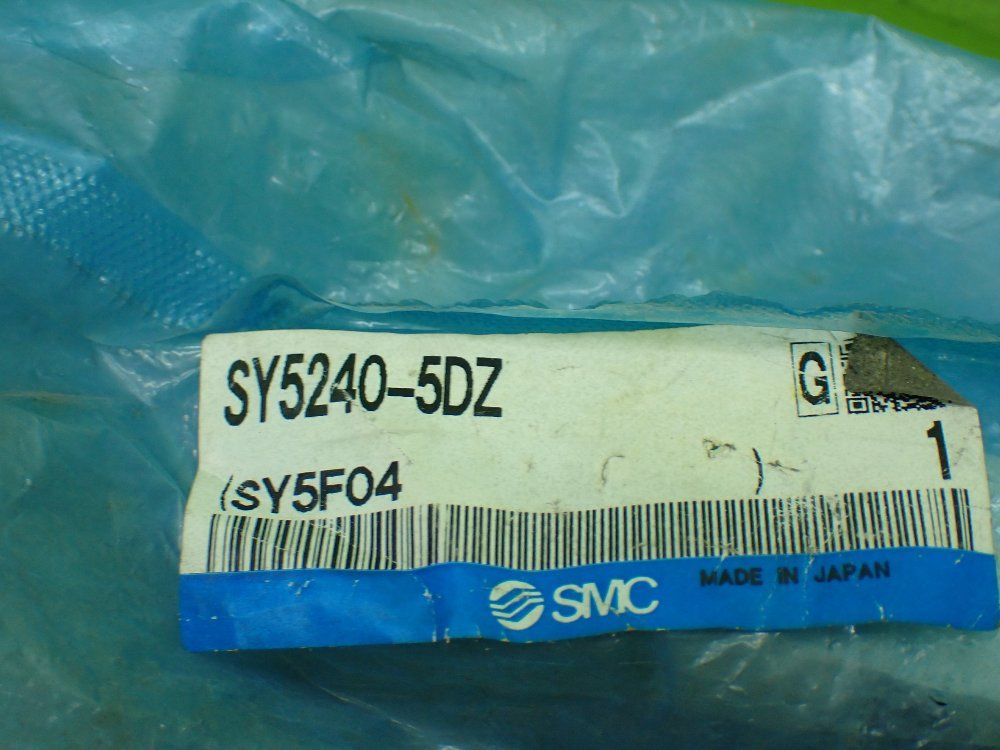 SY5240-5DZ
G
1
(SY5F04 )
SMC
MADE IN JAPAN